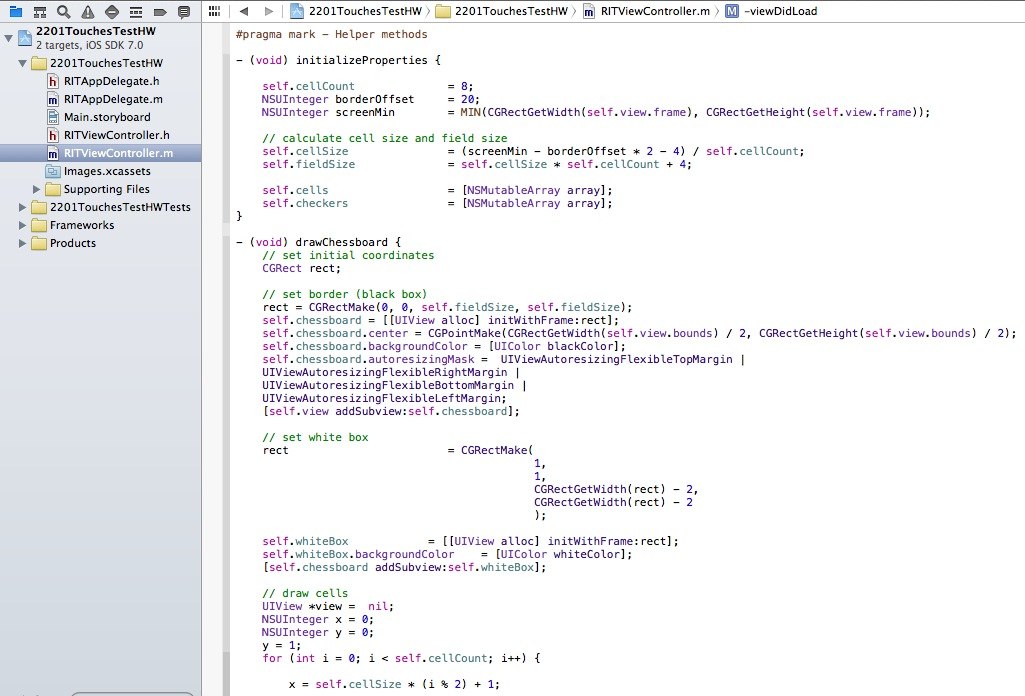 2201TouchesTestHW
2 targets, iOS SDK 7.0
2201TouchesTestHW
RITAppDelegate.h
RITAppDelegate.m
Main.storyboard
RITViewController.h
RITViewController.m
Images.xcassets
Supporting Files
2201TouchesTestHWTests
Frameworks
Products
2201TouchesTestHW 2201TouchesTestHW RITViewController.m M -viewDidLoad
#pragma mark - Helper methods
- (void) initializeProperties {
self.cellCount = 8;
NSUInteger borderOffset = 20;
NSUInteger screenMin = MIN(CGRectGetWidth(self.view.frame), CGRectGetHeight(self.view.frame));
// calculate cell size and field size
self.cellSize = (screenMin - borderOffset * 2 - 4) / self.cellCount;
self.fieldSize = self.cellSize * self.cellCount + 4;
self.cells = [NSMutableArray array];
self.checkers = [NSMutableArray array];
}
- (void) drawChessboard {
// set initial coordinates
CGRect rect;
// set border (black box)
rect = CGRectMake(0, 0, self.fieldSize, self.fieldSize);
self.chessboard = [[UIView alloc] initWithFrame:rect];
self.chessboard.center = CGPointMake(CGRectGetWidth(self.view.bounds) / 2, CGRectGetHeight(self.view.bounds) / 2);
self.chessboard.backgroundColor = [UIColor blackColor];
self.chessboard.autoresizingMask = UIViewAutoresizingFlexibleTopMargin |
UIViewAutoresizingFlexibleRightMargin |
UIViewAutoresizingFlexibleBottomMargin |
UIViewAutoresizingFlexibleLeftMargin;
[self.view addSubview:self.chessboard];
// set white box
rect = CGRectMake(
1,
1,
CGRectGetWidth(rect) - 2,
CGRectGetWidth(rect) - 2
);
self.whiteBox = [[UIView alloc] initWithFrame:rect];
self.whiteBox.backgroundColor = [UIColor whiteColor];
[self.chessboard addSubview:self.whiteBox];
// draw cells
UIView *view = nil;
NSUInteger x = 0;
NSUInteger y = 0;
y = 1;
for (int i = 0; i < self.cellCount; i++) {
x = self.cellSize * (i % 2) + 1;